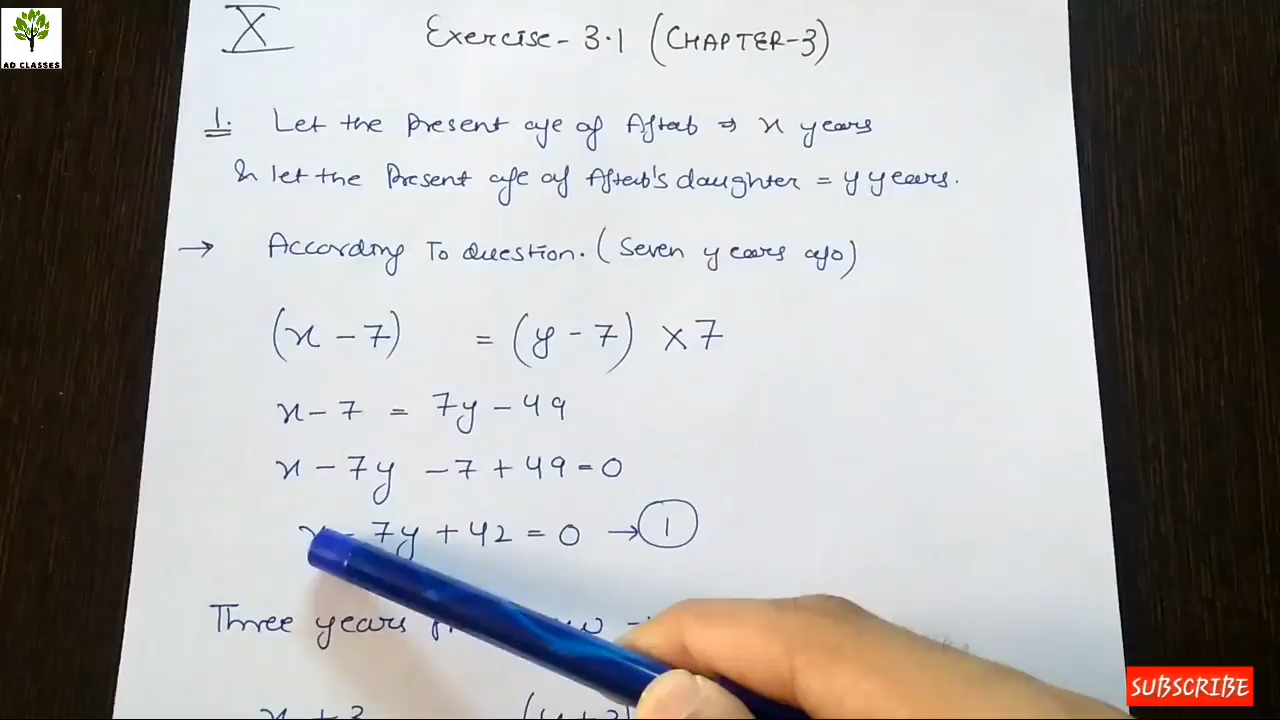 AD CLASSES
X Exercise - 3.1 (CHAPTER-3)
1. Let the Present age of Aftab ⇒ x years
& let the Present age of Aftab's daughter = y years.
→ According To Question. (Seven years ago)
(x - 7) = (y - 7) × 7
x - 7 = 7y - 49
x - 7y - 7 + 49 = 0
x - 7y + 42 = 0 → 1
Three years
x + 3 (y + 3)
SUBSCRIBE